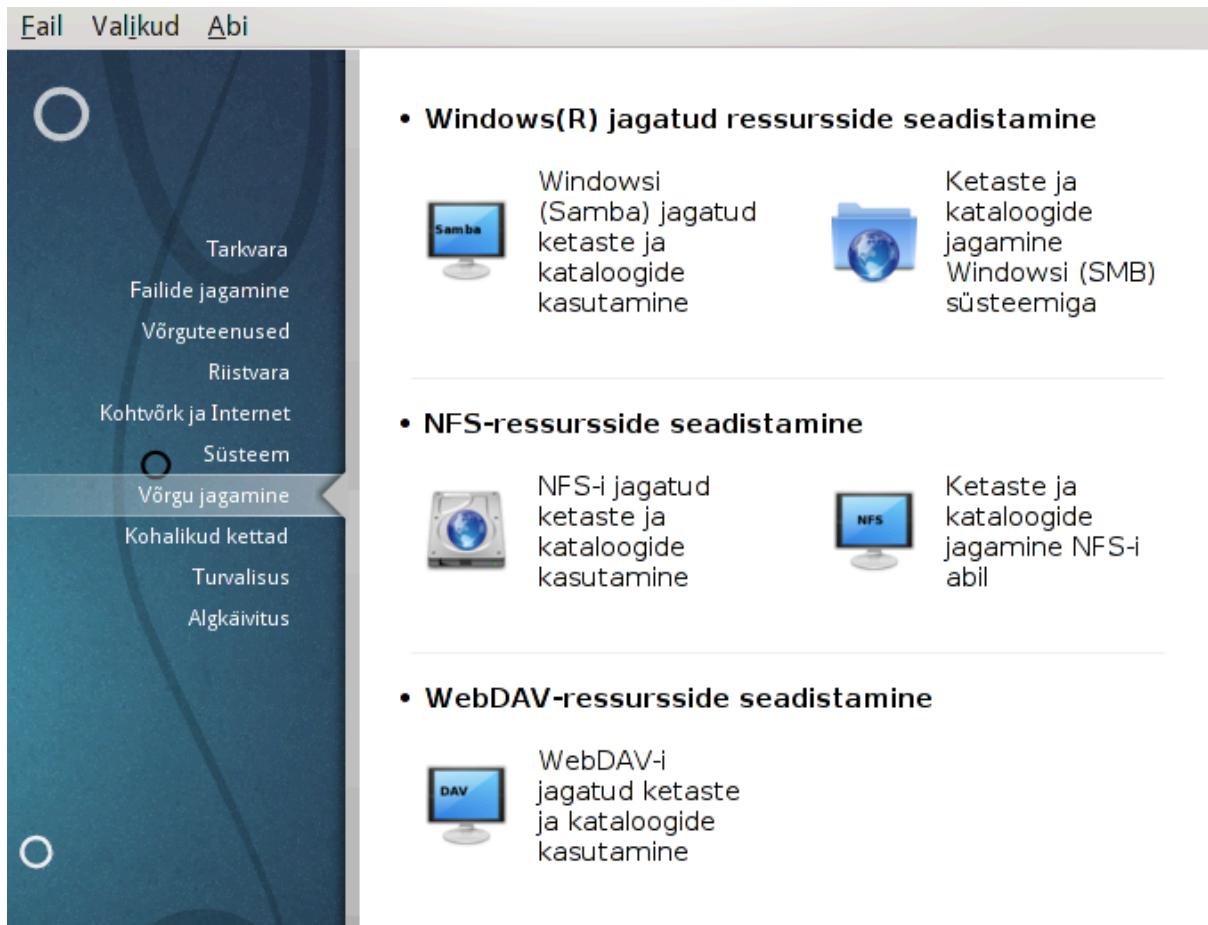 Fail Valikud Abi
Tarkvara
Failide jagamine
Võrguteenused
Riistvara
Kohtvõrk ja Internet
Süsteem
Võrgu jagamine
Kohalikud kettad
Turvalisus
Algkäivitus
• Windows(R) jagatud ressursside seadistamine
Samba
Windowsi
(Samba) jagatud
ketaste ja
kataloogide
kasutamine
Ketaste ja
kataloogide
jagamine
Windowsi (SMB)
süsteemiga
• NFS-ressursside seadistamine
NFS-i jagatud
ketaste ja
kataloogide
kasutamine
NFS
Ketaste ja
kataloogide
jagamine NFS-i
abil
• WebDAV-ressursside seadistamine
DAV
WebDAV-i
jagatud ketaste
ja kataloogide
kasutamine